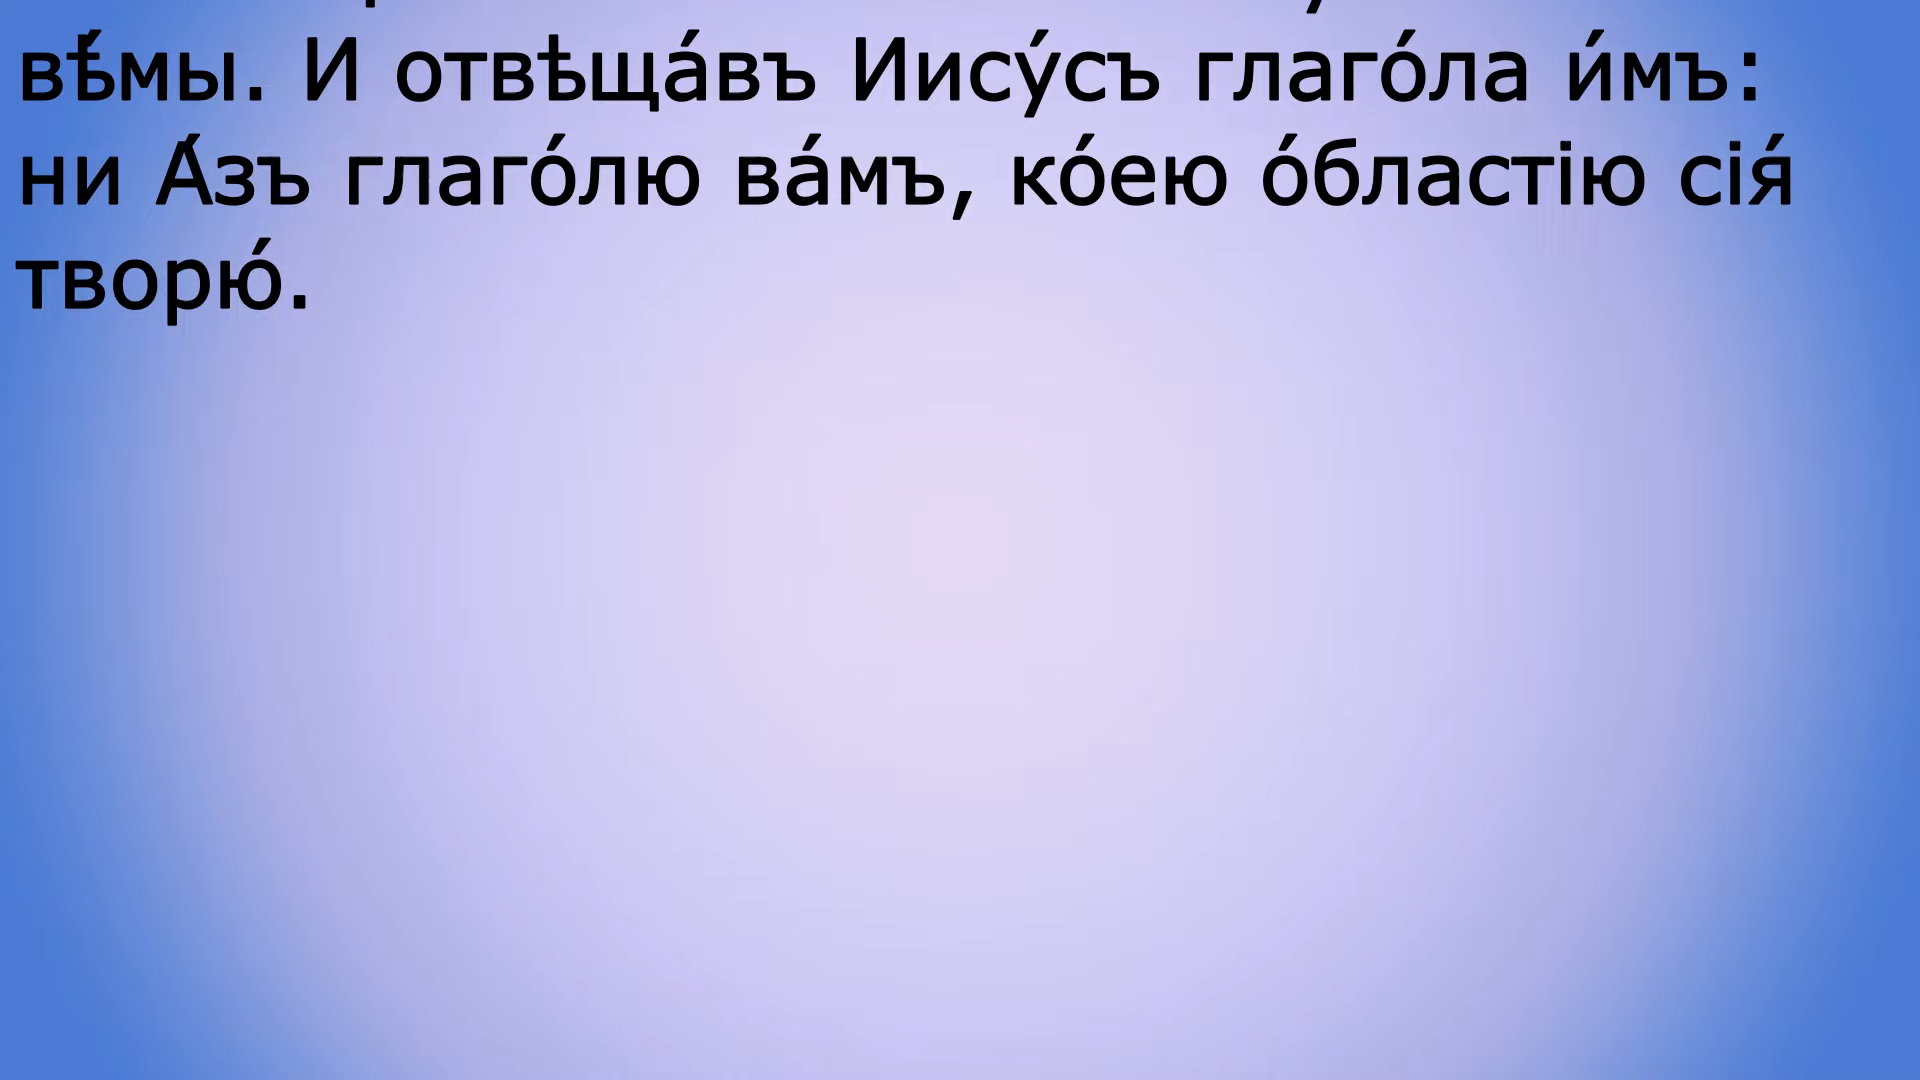 вѣ́мы. И отвѣща́въ Иису́съ глаго́ла и́мъ:
ни А́зъ глаго́лю ва́мъ, ко́ею о́бластію сія́
творю́.